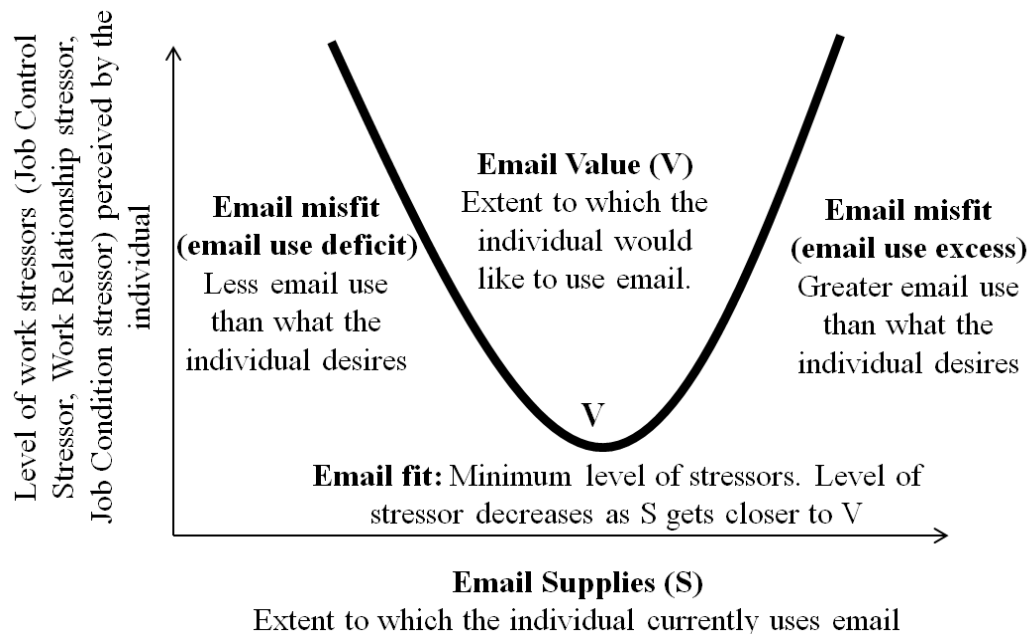 Level of work stressors (Job Control
Stressor, Work Relationship stressor,
Job Condition stressor) perceived by the
individual
Email misfit
(email use deficit)
Less email use
than what the
individual desires
Email Value (V)
Extent to which the
individual would
like to use email.
Email misfit
(email use excess)
Greater email use
than what the
individual desires
V
Email fit: Minimum level of stressors. Level of
stressor decreases as S gets closer to V
Email Supplies (S)
Extent to which the individual currently uses email